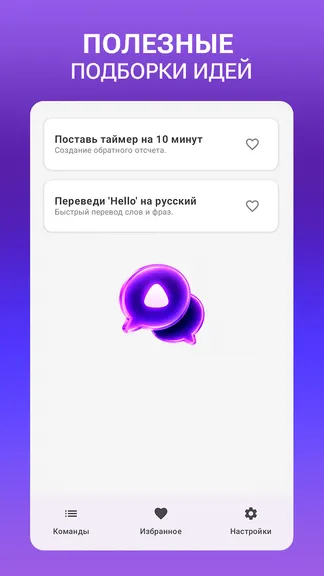 ПОЛЕЗНЫЕ
ПОДБОРКИ ИДЕЙ
Поставь таймер на 10 минут
Создание обратного отсчета.
Переведи 'Hello' на русский
Быстрый перевод слов и фраз.
Команды
Избранное
Настройки